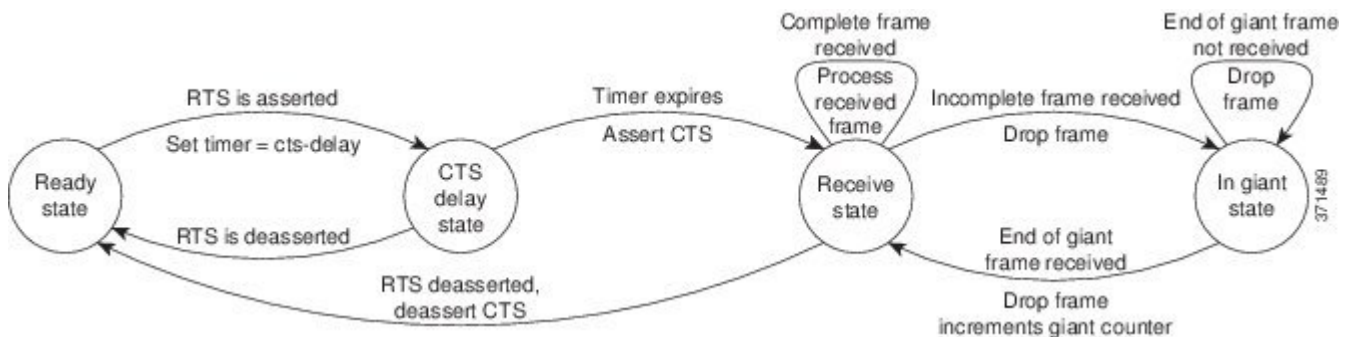 Complete frame
received
Process
received
frame
End of giant frame
not received
Drop
frame
RTS is asserted
Set timer = cts-delay
Timer expires
Assert CTS
Incomplete frame received
Drop frame
Ready
state
CTS
delay
state
Receive
state
In giant
state
371489
RTS is deasserted
RTS deasserted,
deassert CTS
End of giant
frame received
Drop frame
increments giant counter